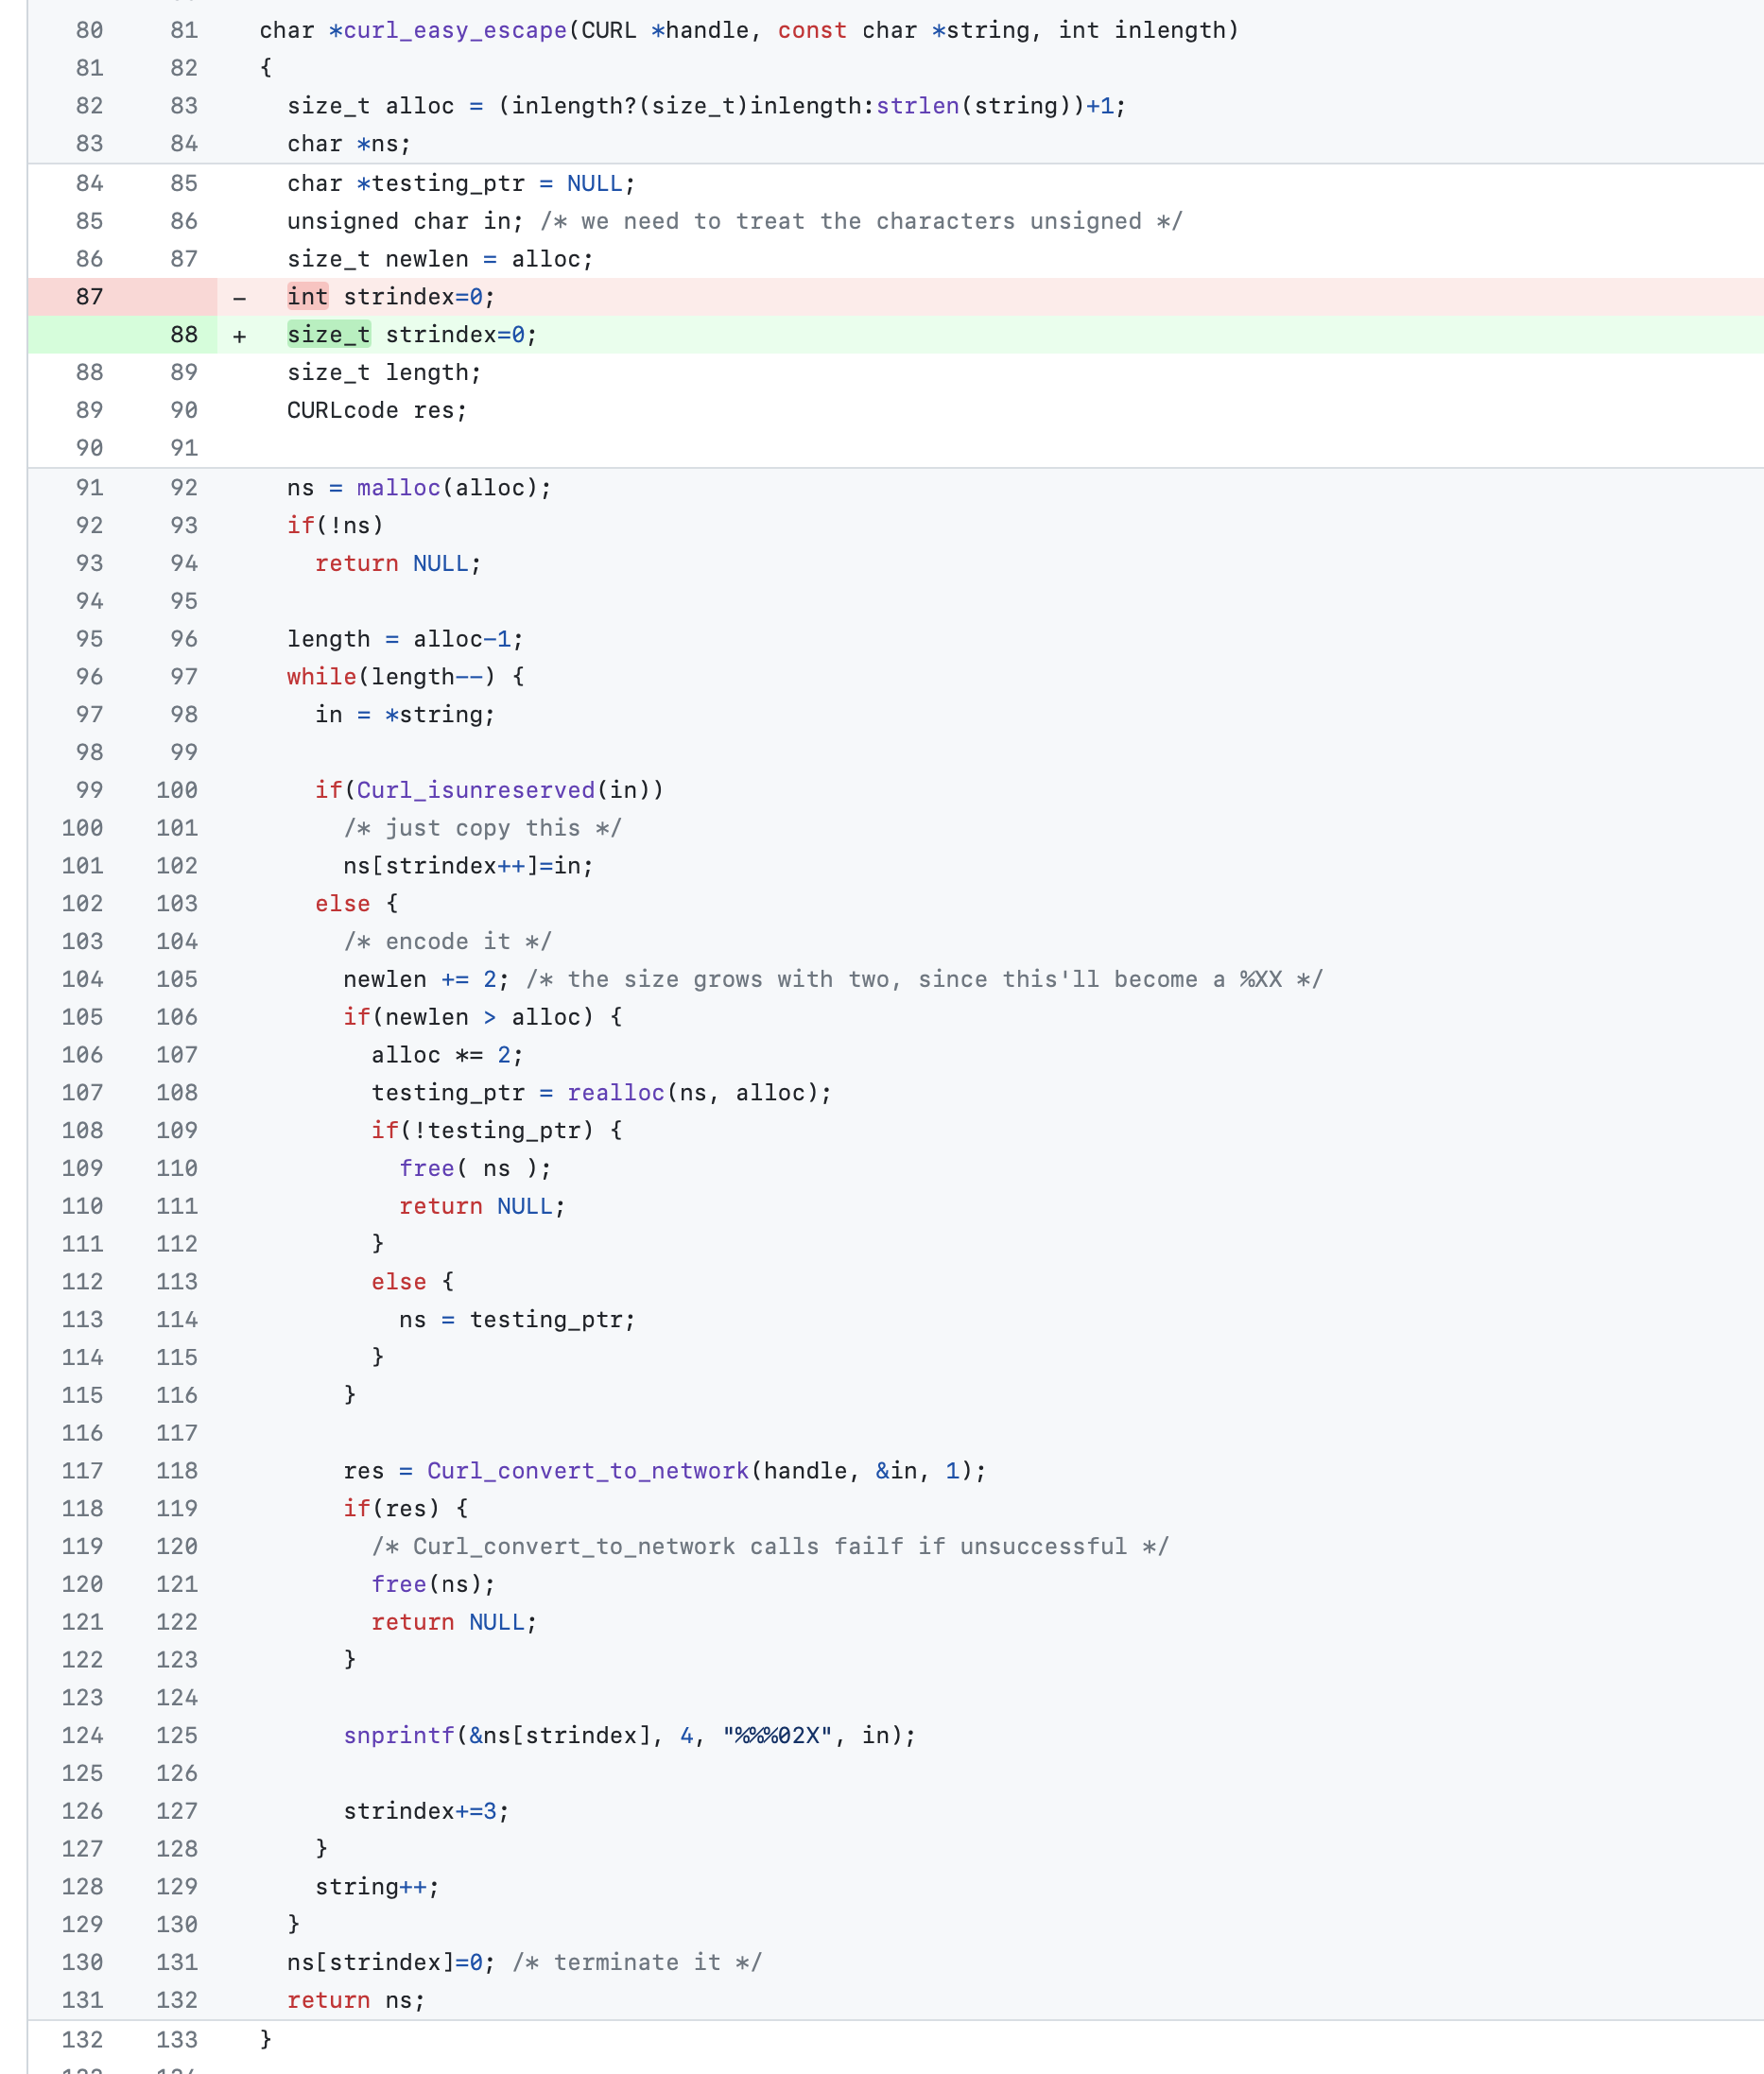 80 81 char *curl_easy_escape(CURL *handle, const char *string, int inlength)
81 82 {
82 83   size_t alloc = (inlength?(size_t)inlength:strlen(string))+1;
83 84   char *ns;
84 85   char *testing_ptr = NULL;
85 86   unsigned char in; /* we need to treat the characters unsigned */
86 87   size_t newlen = alloc;
87 -   int strindex=0;
88 +   size_t strindex=0;
88 89   size_t length;
89 90   CURLcode res;
90 91
91 92   ns = malloc(alloc);
92 93   if(!ns)
93 94     return NULL;
94 95
95 96   length = alloc-1;
96 97   while(length--) {
97 98     in = *string;
98 99
99 100     if(Curl_isunreserved(in))
100 101       /* just copy this */
101 102       ns[strindex++]=in;
102 103     else {
103 104       /* encode it */
104 105       newlen += 2; /* the size grows with two, since this'll become a %XX */
105 106       if(newlen > alloc) {
106 107         alloc *= 2;
107 108         testing_ptr = realloc(ns, alloc);
108 109         if(!testing_ptr) {
109 110           free( ns );
110 111           return NULL;
111 112         }
112 113         else {
113 114           ns = testing_ptr;
114 115         }
115 116       }
116 117
117 118       res = Curl_convert_to_network(handle, &in, 1);
118 119       if(res) {
119 120         /* Curl_convert_to_network calls failf if unsuccessful */
120 121         free(ns);
121 122         return NULL;
122 123       }
123 124
124 125       snprintf(&ns[strindex], 4, "%%%02X", in);
125 126
126 127       strindex+=3;
127 128     }
128 129     string++;
129 130   }
130 131   ns[strindex]=0; /* terminate it */
131 132   return ns;
132 133 }